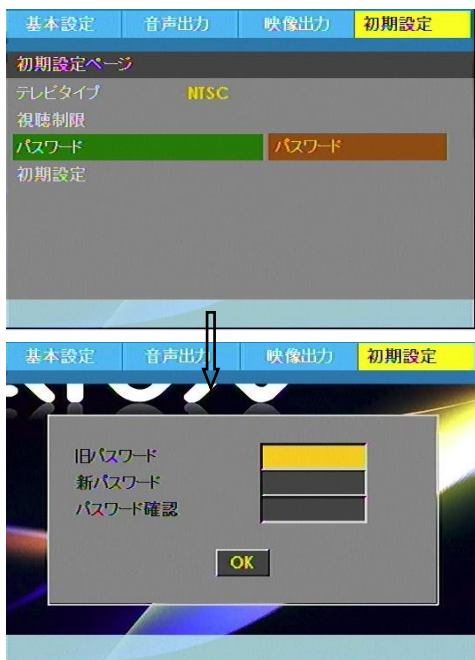 基本設定 音声出力 映像出力 初期設定
初期設定ページ
テレビタイプ NTSC
視聴制限
パスワード パスワード
初期設定
基本設定 音声出力 映像出力 初期設定
旧パスワード
新パスワード
パスワード確認
OK